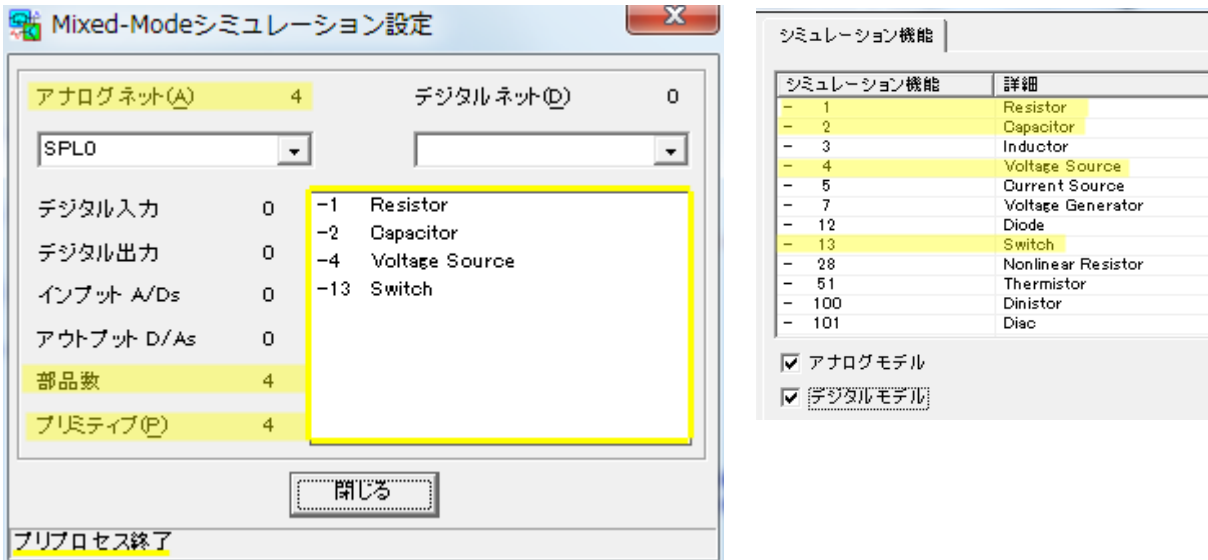 Mixed-Modeシミュレーション設定
アナログネット(A) 4 デジタルネット(D) 0
SPL0
デジタル入力 0
デジタル出力 0
インプット A/Ds 0
アウトプット D/As 0
部品数 4
プリミティブ(P) 4
-1 Resistor
-2 Capacitor
-4 Voltage Source
-13 Switch
閉じる
プリプロセス終了
シミュレーション機能
シミュレーション機能 詳細
- 1 Resistor
- 2 Capacitor
- 3 Inductor
- 4 Voltage Source
- 5 Current Source
- 7 Voltage Generator
- 12 Diode
- 13 Switch
- 28 Nonlinear Resistor
- 51 Thermistor
- 100 Dinistor
- 101 Diac
アナログモデル
デジタルモデル